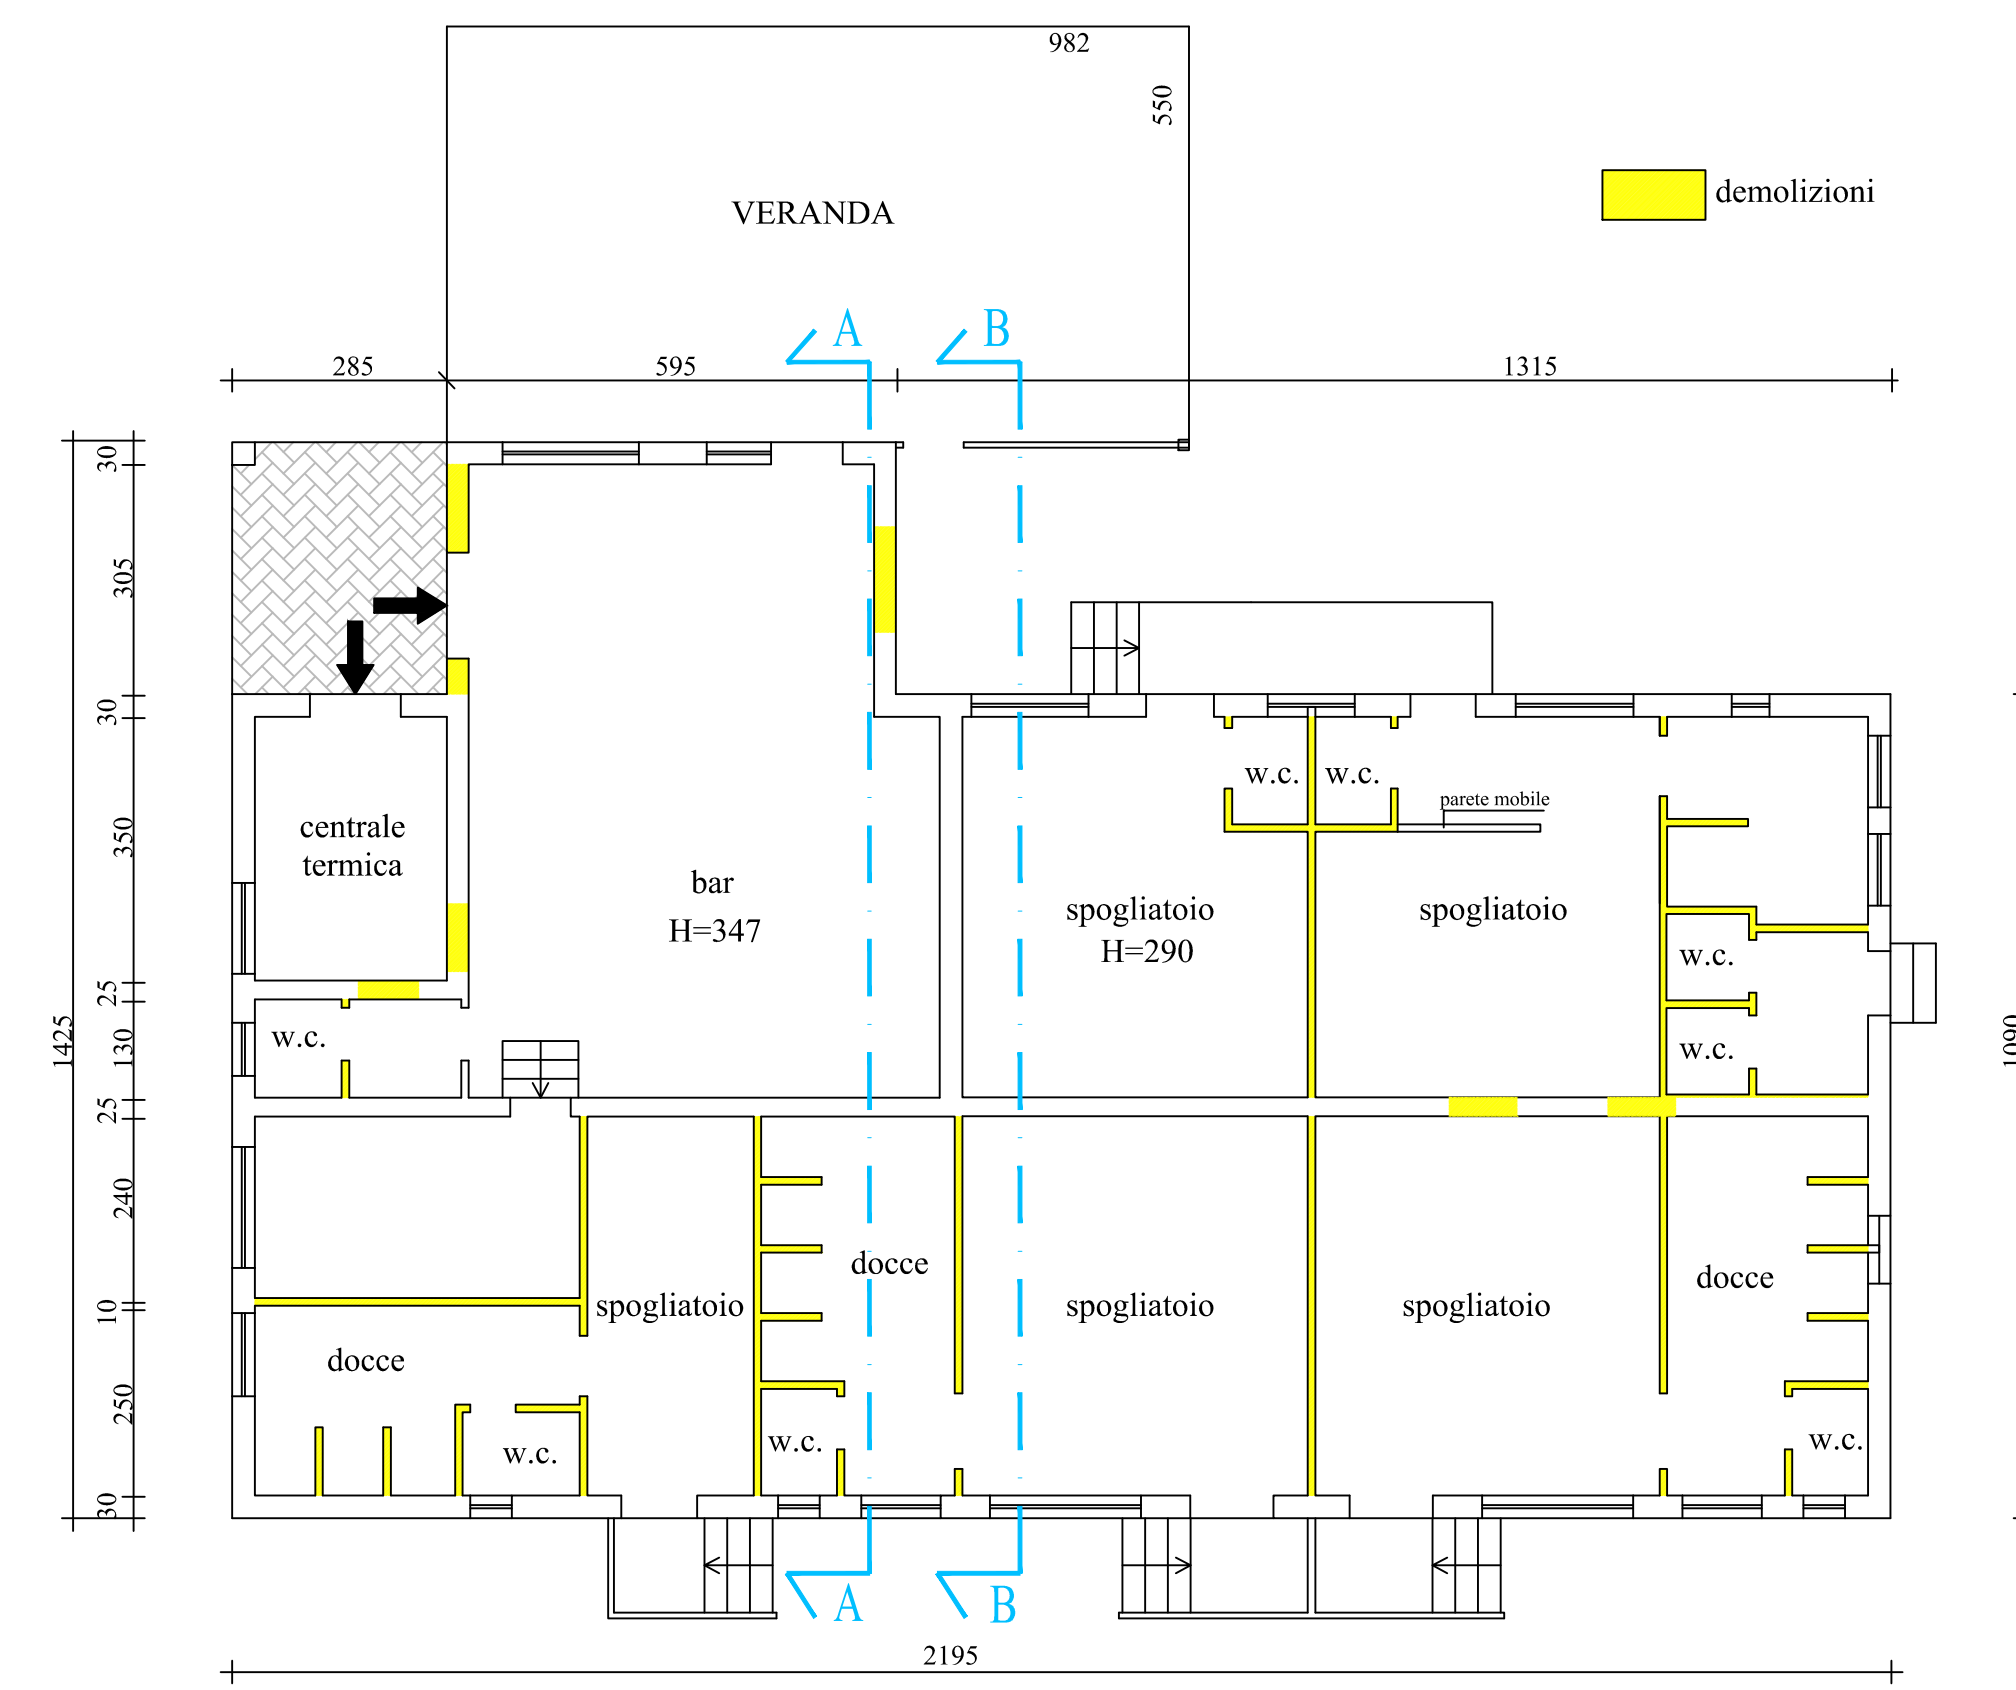 982
550
VERANDA
demolizioni
A
B
285
595
1315
30
305
30
350
25
130
25
240
10
250
30
1425
1090
w.c.
w.c.
parete mobile
centrale
termica
bar
H=347
spogliatoio
H=290
spogliatoio
w.c.
w.c.
w.c.
docce
docce
spogliatoio
spogliatoio
spogliatoio
docce
w.c.
w.c.
w.c.
A
B
2195